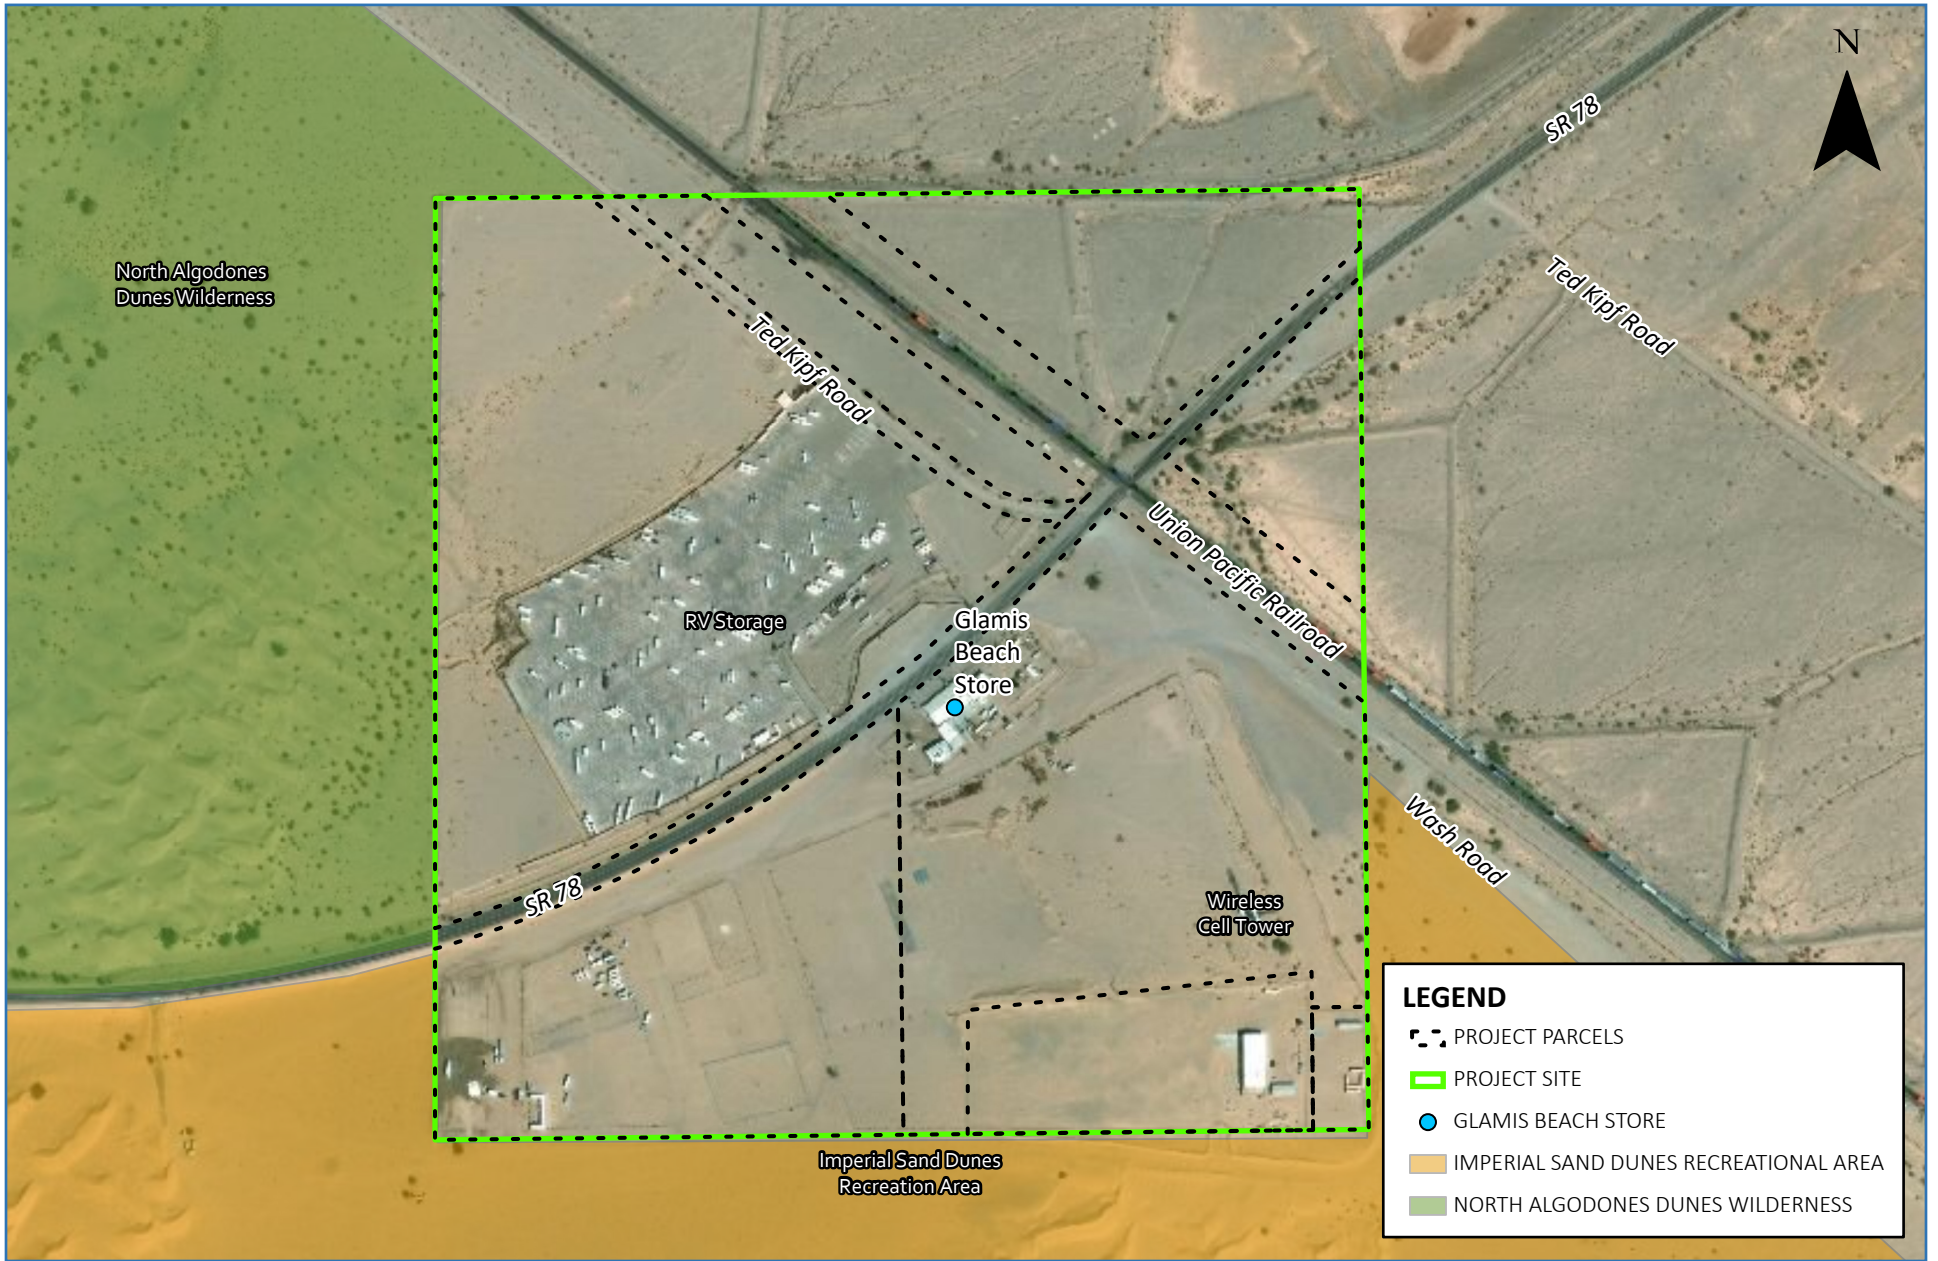 N
SR 78
North Algodones
Dunes Wilderness
Ted Kipf Road
Ted Kipf Road
Union Pacific Railroad
RV Storage
Glamis
Beach
Store
Wash Road
SR 78
Wireless
Cell Tower
Imperial Sand Dunes
Recreation Area
LEGEND
PROJECT PARCELS
PROJECT SITE
GLAMIS BEACH STORE
IMPERIAL SAND DUNES RECREATIONAL AREA
NORTH ALGODONES DUNES WILDERNESS